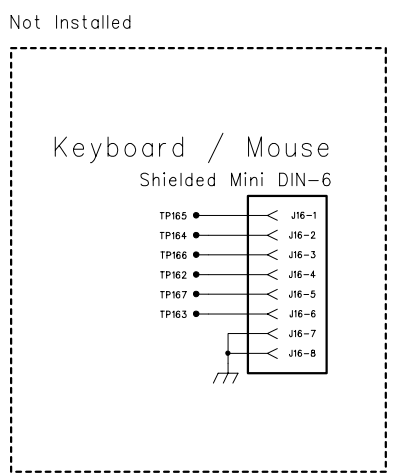 Not Installed
Keyboard / Mouse
Shielded Mini DIN-6
TP165 J16-1
TP164 J16-2
TP166 J16-3
TP162 J16-4
TP167 J16-5
TP163 J16-6
J16-7
J16-8